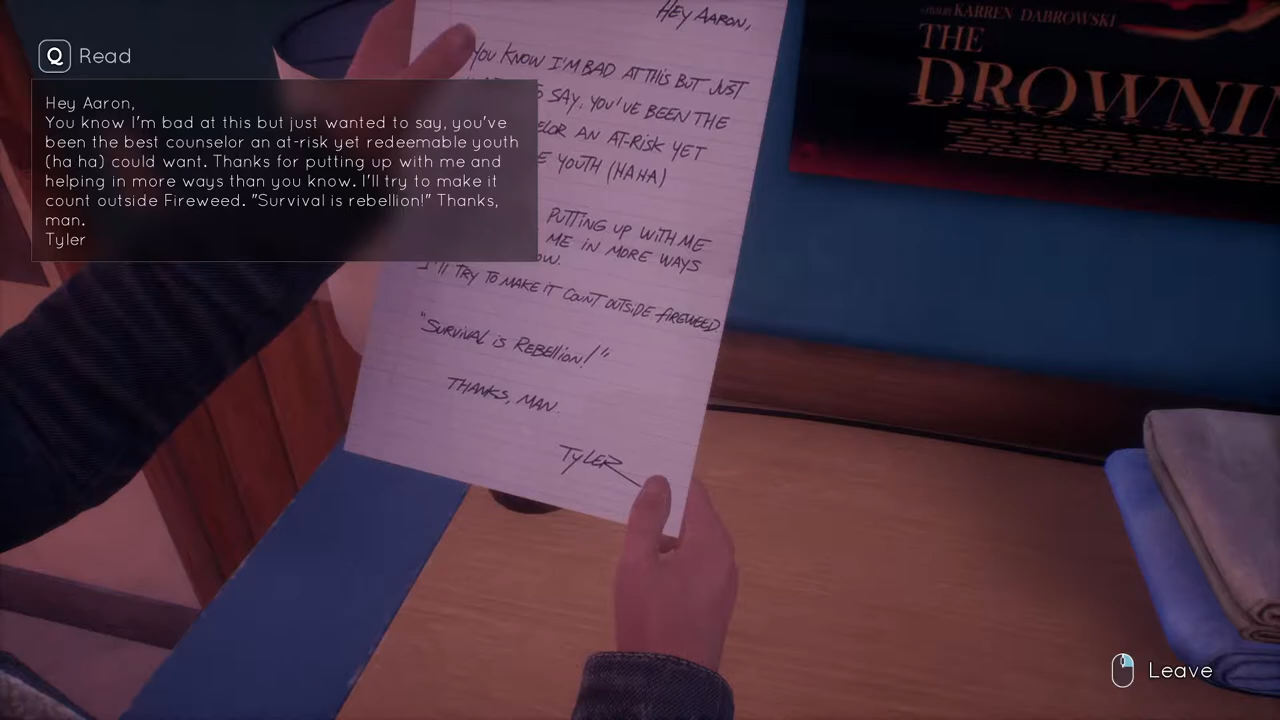 Q Read
Hey Aaron,
You know I'm bad at this but just wanted to say, you've
been the best counselor an at-risk yet redeemable youth
(ha ha) could want. Thanks for putting up with me and
helping in more ways than you know. I'll try to make it
count outside Fireweed. "Survival is rebellion!" Thanks,
man.
Tyler
HEY AARON,
YOU KNOW I'M BAD AT THIS BUT JUST
SAY, YOU'VE BEEN THE
AN AT-RISK YET
YOUTH (HAHA)
PUTTING UP WITH ME
ME IN MORE WAYS
I'LL TRY TO MAKE IT COUNT OUTSIDE FIREWEED.
"SURVIVAL IS REBELLION!"
THANKS, MAN.
TYLER
KARREN DABROWSKI
THE
DROWNI
Leave